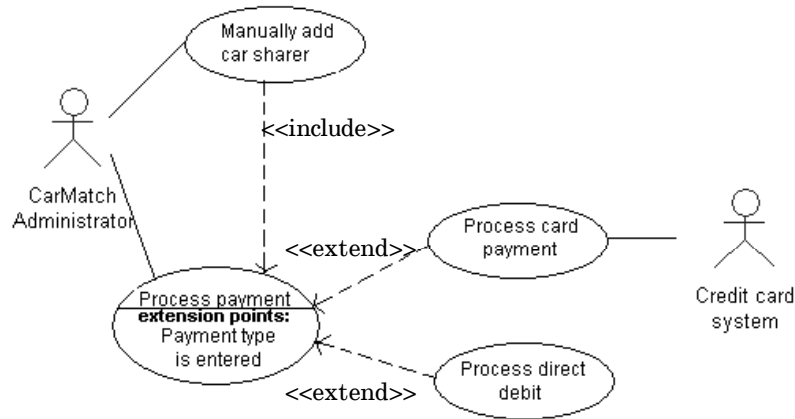 Manually add
car sharer
<<include>>
CarMatch
Administrator
<<extend>>
Process card
payment
Credit card
system
Process payment
extension points:
Payment type
is entered
<<extend>>
Process direct
debit